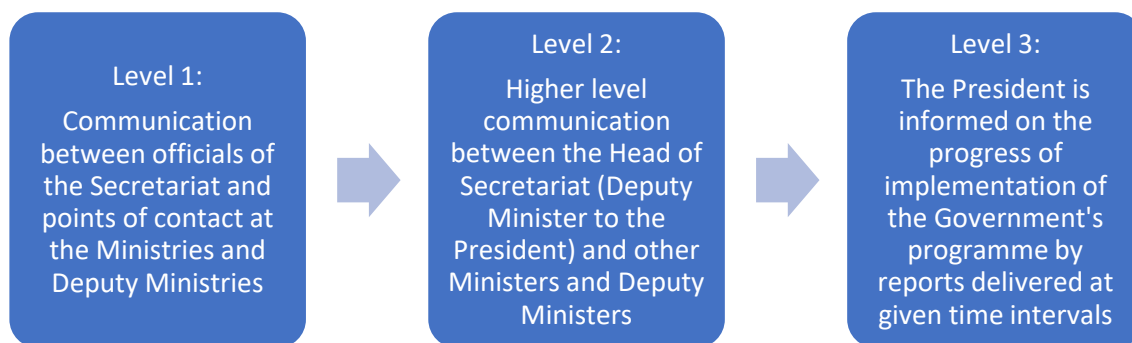 Level 1:
Communication
between officials of
the Secretariat and
points of contact at
the Ministries and
Deputy Ministries
Level 2:
Higher level
communication
between the Head of
Secretariat (Deputy
Minister to the
President) and other
Ministers and Deputy
Ministers
Level 3:
The President is
informed on the
progress of
implementation of
the Government's
programme by
reports delivered at
given time intervals